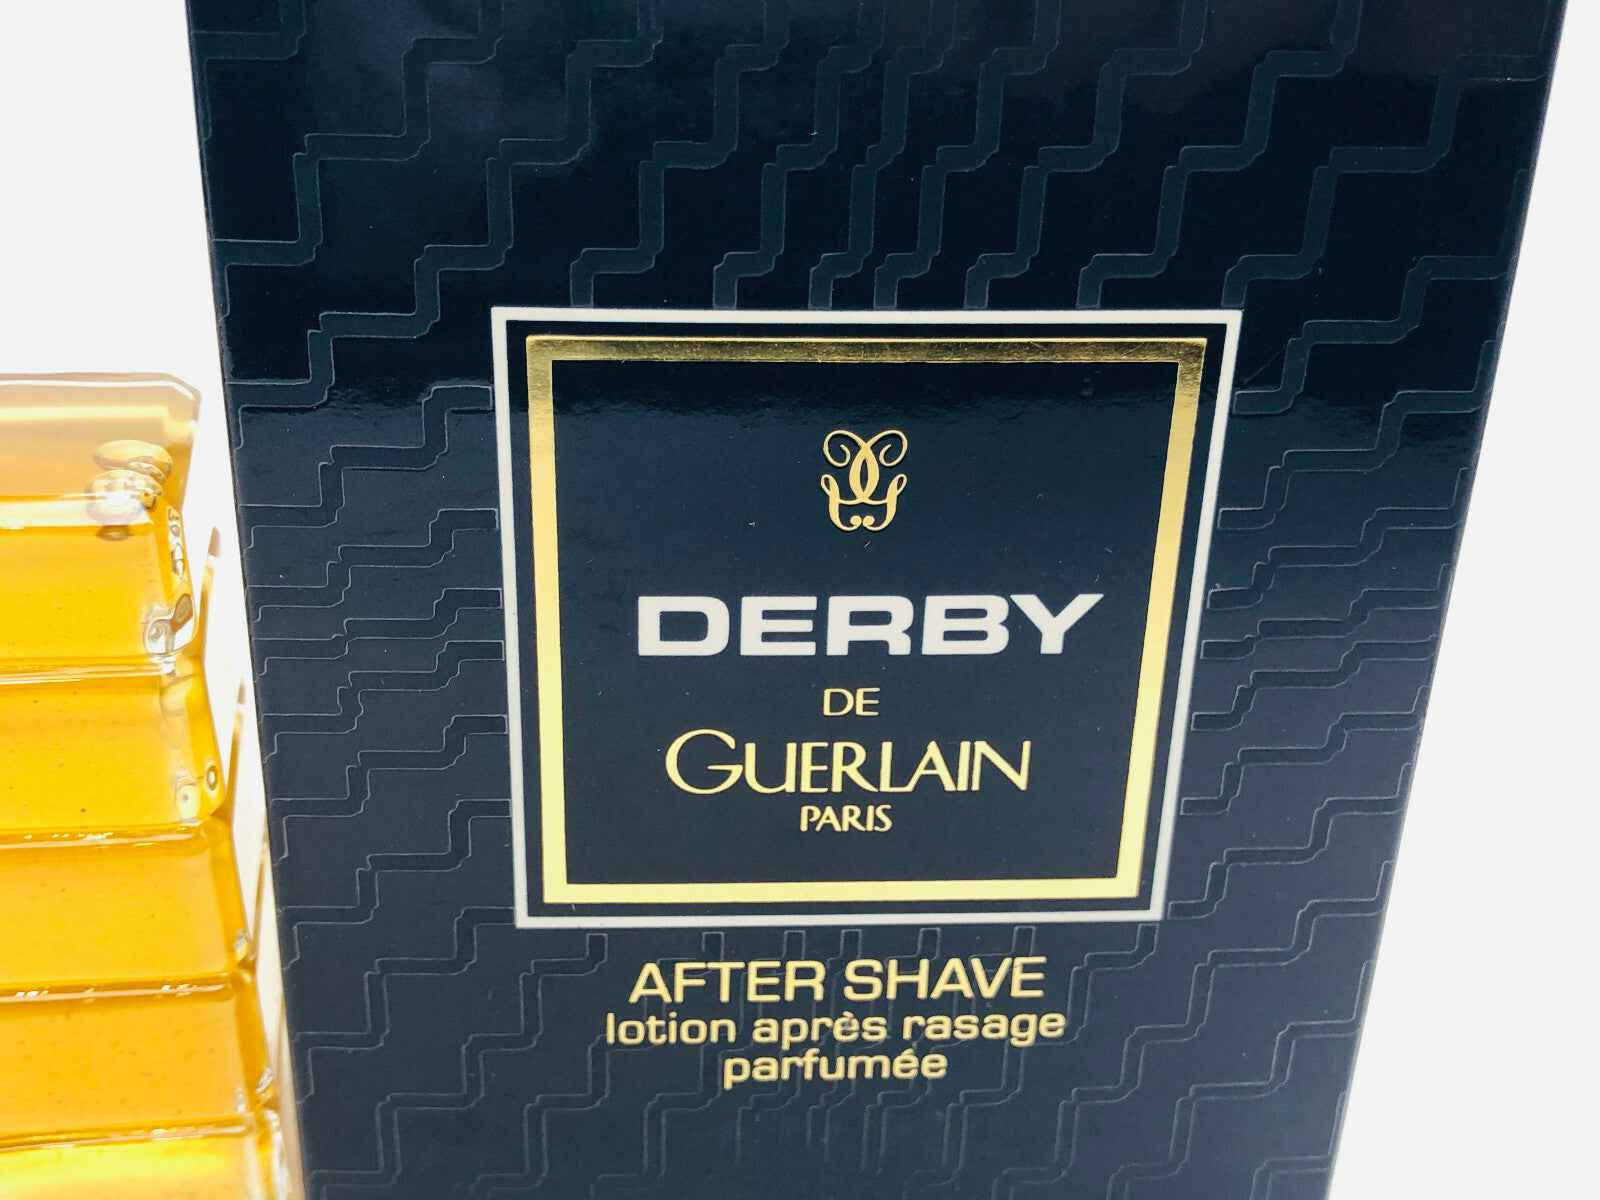 DERBY
DE
GUERLAIN
PARIS
AFTER SHAVE
lotion après rasage
parfumée